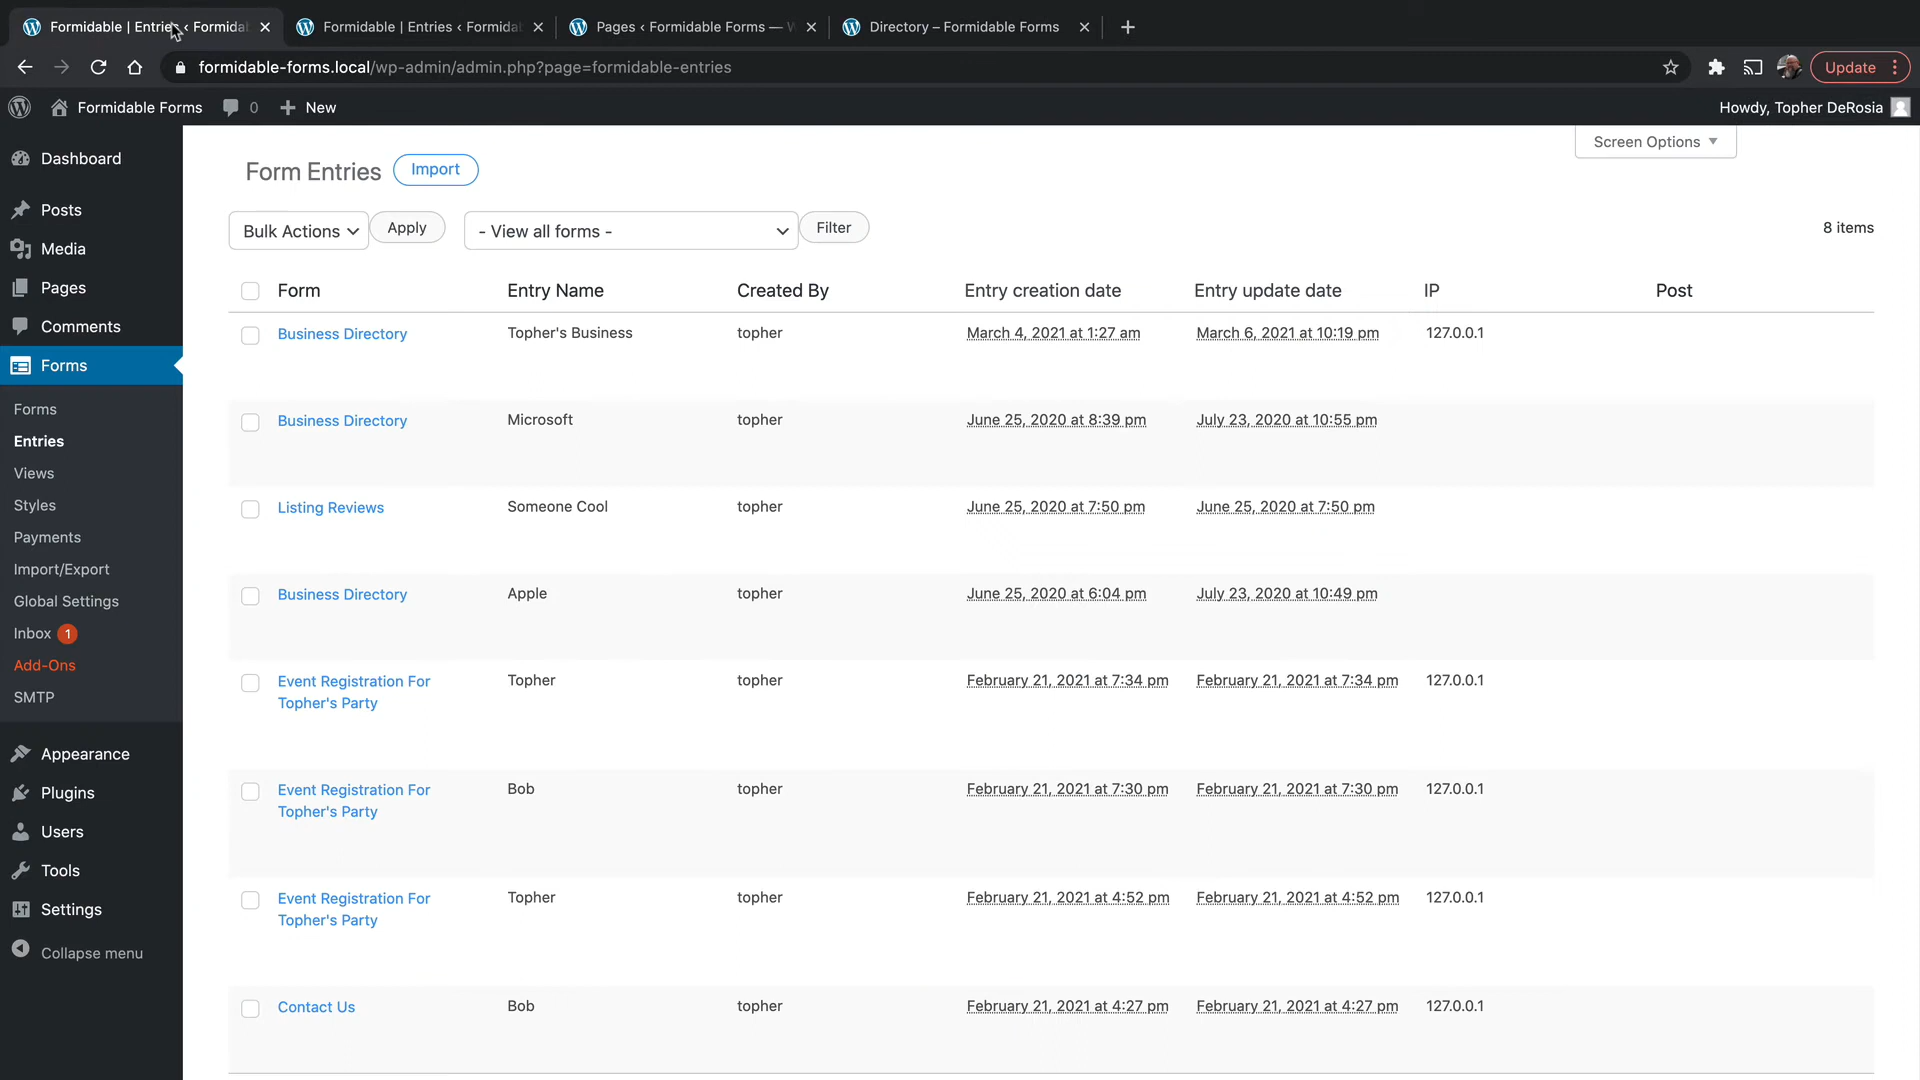 Formidable | Entries ‹ Formida
Formidable | Entries ‹ Formida
Pages ‹ Formidable Forms —
Directory – Formidable Forms
formidable-forms.local/wp-admin/admin.php?page=formidable-entries
Update
Formidable Forms
0
New
Howdy, Topher DeRosia
Dashboard
Posts
Media
Pages
Comments
Forms
Forms
Entries
Views
Styles
Payments
Import/Export
Global Settings
Inbox 1
Add-Ons
SMTP
Appearance
Plugins
Users
Tools
Settings
Collapse menu
Screen Options
Form Entries Import
Bulk Actions Apply - View all forms - Filter 8 items
Form Entry Name Created By Entry creation date Entry update date IP Post
Business Directory Topher's Business topher March 4, 2021 at 1:27 am March 6, 2021 at 10:19 pm 127.0.0.1
Business Directory Microsoft topher June 25, 2020 at 8:39 pm July 23, 2020 at 10:55 pm
Listing Reviews Someone Cool topher June 25, 2020 at 7:50 pm June 25, 2020 at 7:50 pm
Business Directory Apple topher June 25, 2020 at 6:04 pm July 23, 2020 at 10:49 pm
Event Registration For Topher topher February 21, 2021 at 7:34 pm February 21, 2021 at 7:34 pm 127.0.0.1
Topher's Party
Event Registration For Bob topher February 21, 2021 at 7:30 pm February 21, 2021 at 7:30 pm 127.0.0.1
Topher's Party
Event Registration For Topher topher February 21, 2021 at 4:52 pm February 21, 2021 at 4:52 pm 127.0.0.1
Topher's Party
Contact Us Bob topher February 21, 2021 at 4:27 pm February 21, 2021 at 4:27 pm 127.0.0.1